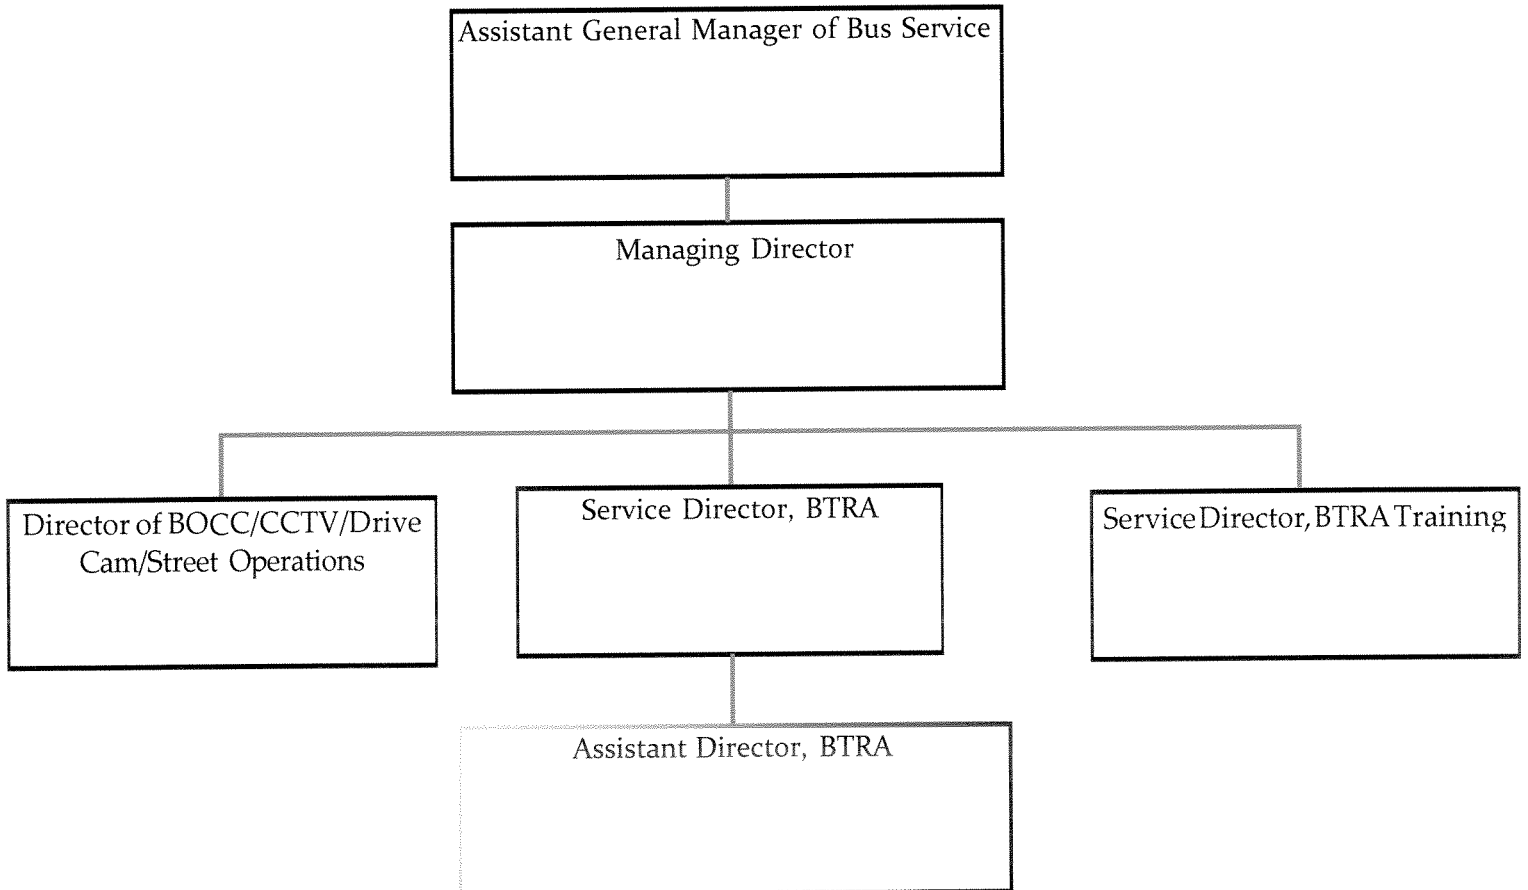 Assistant General Manager of Bus Service
Managing Director
Director of BOCC/CCTV/Drive
Cam/Street Operations
Service Director, BTRA
Service Director, BTRA Training
Assistant Director, BTRA